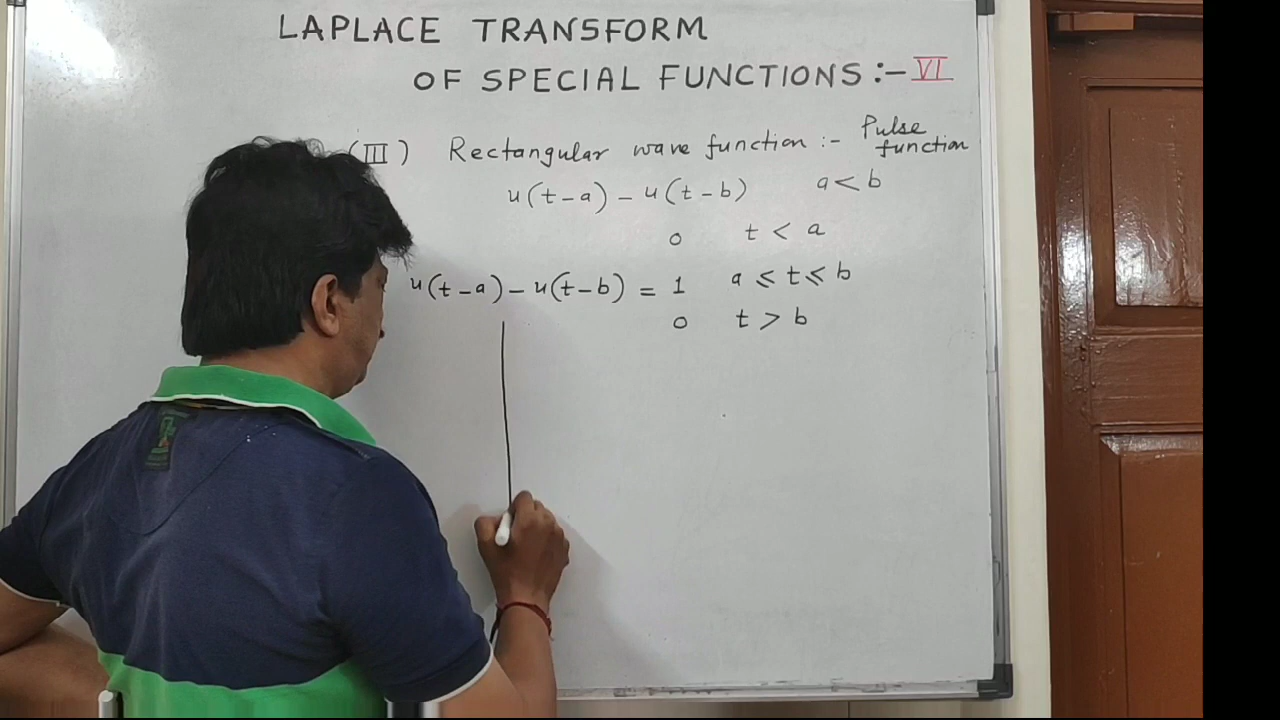 LAPLACE TRANSFORM
OF SPECIAL FUNCTIONS :- VI
(III) Rectangular wave function :- Pulse function
u(t-a) - u(t-b) a < b
0 t < a
u(t-a) - u(t-b) = 1 a ≤ t ≤ b
0 t > b